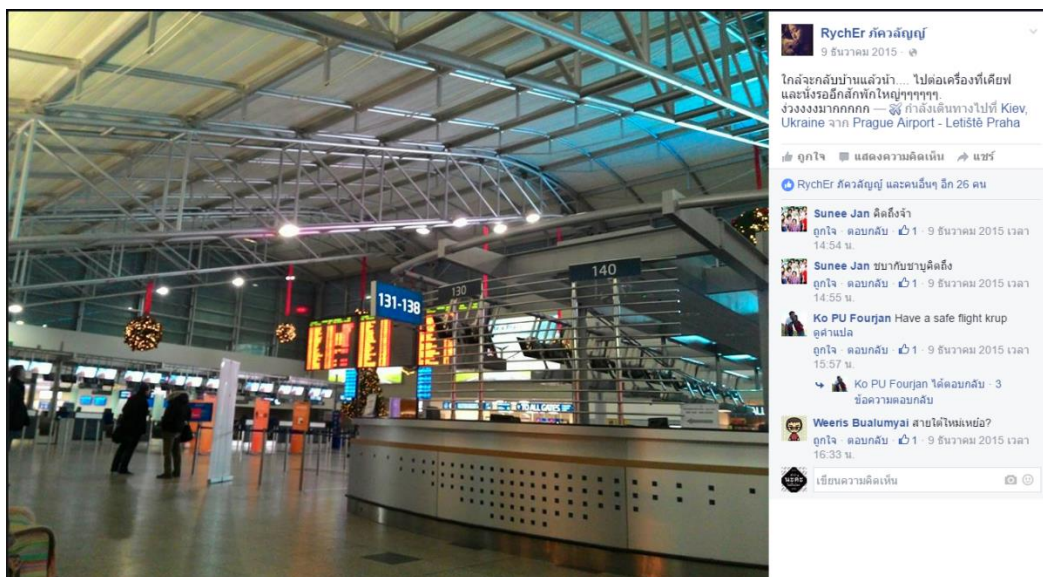 131-138
130
140
TO ALL GATES
RychEr ภัควลัญญ์
9 ธันวาคม 2015 ·
ใกล้จะกลับบ้านแล้วน้า.... ไปต่อเครื่องที่เคียฟ
และนั่งรออีกสักพักใหญ่ๆๆๆๆๆๆ.
ง่วงงงงมากกกกก — กำลังเดินทางไปที่ Kiev,
Ukraine จาก Prague Airport - Letiště Praha
ถูกใจ แสดงความคิดเห็น แชร์
RychEr ภัควลัญญ์ และคนอื่นๆ อีก 26 คน
Sunee Jan คิดถึงจ้า
ถูกใจ · ตอบกลับ · 1 · 9 ธันวาคม 2015 เวลา
14:54 น.
Sunee Jan ชบากับชาบูคิดถึง
ถูกใจ · ตอบกลับ · 1 · 9 ธันวาคม 2015 เวลา
14:55 น.
Ko PU Fourjan Have a safe flight krup
ดูคำแปล
ถูกใจ · ตอบกลับ · 1 · 9 ธันวาคม 2015 เวลา
15:57 น.
Ko PU Fourjan ได้ตอบกลับ · 3
ข้อความตอบกลับ
Weeris Bualumyai สายใต้ใหม่เหย๋อ?
ถูกใจ · ตอบกลับ · 1 · 9 ธันวาคม 2015 เวลา
16:33 น.
เขียนความคิดเห็น